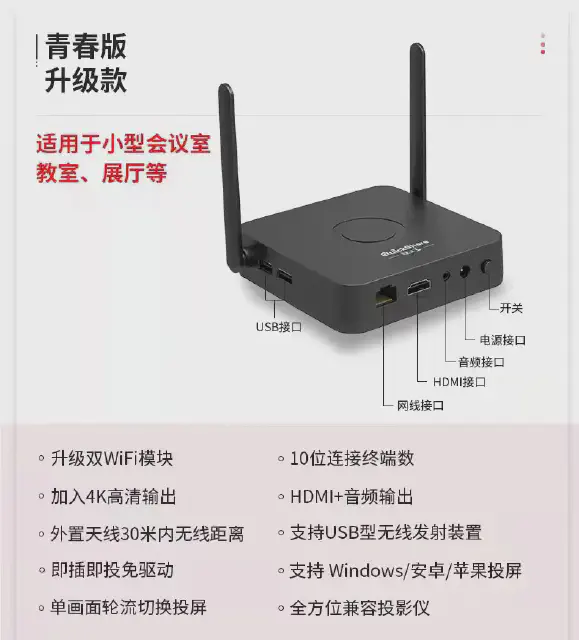 青春版
升级款
适用于小型会议室
教室、展厅等
QuickShare
USB接口
开关
电源接口
音频接口
HDMI接口
网线接口
升级双WiFi模块
加入4K高清输出
外置天线30米内无线距离
即插即投免驱动
单画面轮流切换投屏
10位连接终端数
HDMI+音频输出
支持USB型无线发射装置
支持 Windows/安卓/苹果投屏
全方位兼容投影仪